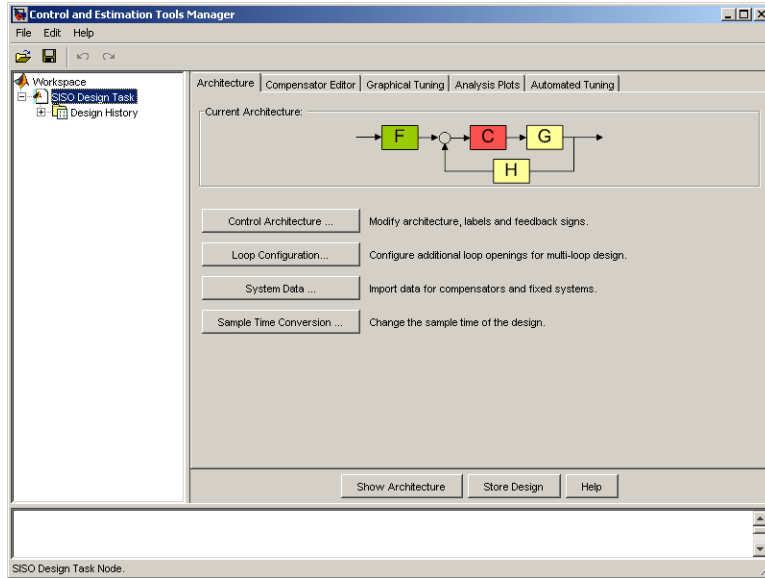 Control and Estimation Tools Manager
File Edit Help
Workspace
SISO Design Task
Design History
Architecture Compensator Editor Graphical Tuning Analysis Plots Automated Tuning
Current Architecture:
F C G
H
Control Architecture ... Modify architecture, labels and feedback signs.
Loop Configuration... Configure additional loop openings for multi-loop design.
System Data ... Import data for compensators and fixed systems.
Sample Time Conversion ... Change the sample time of the design.
Show Architecture Store Design Help
SISO Design Task Node.